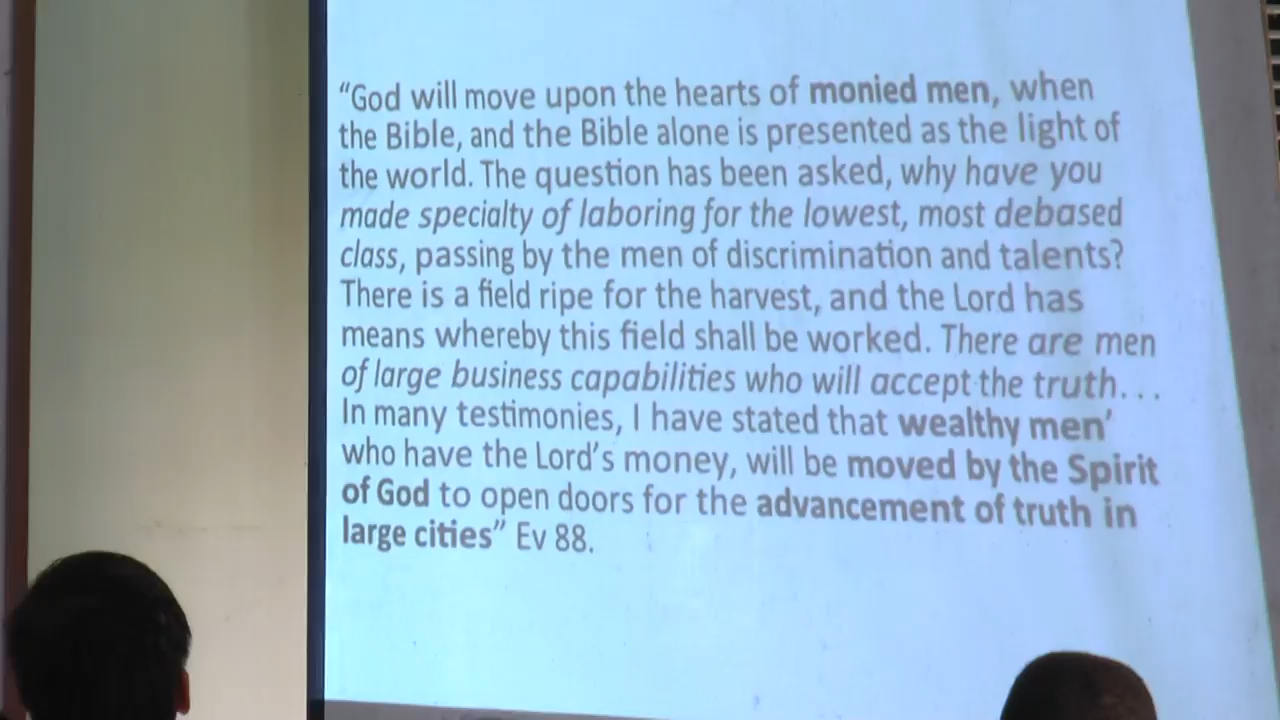 “God will move upon the hearts of monied men, when
the Bible, and the Bible alone is presented as the light of
the world. The question has been asked, why have you
made specialty of laboring for the lowest, most debased
class, passing by the men of discrimination and talents?
There is a field ripe for the harvest, and the Lord has
means whereby this field shall be worked. There are men
of large business capabilities who will accept the truth...
In many testimonies, I have stated that wealthy men’
who have the Lord’s money, will be moved by the Spirit
of God to open doors for the advancement of truth in
large cities” Ev 88.